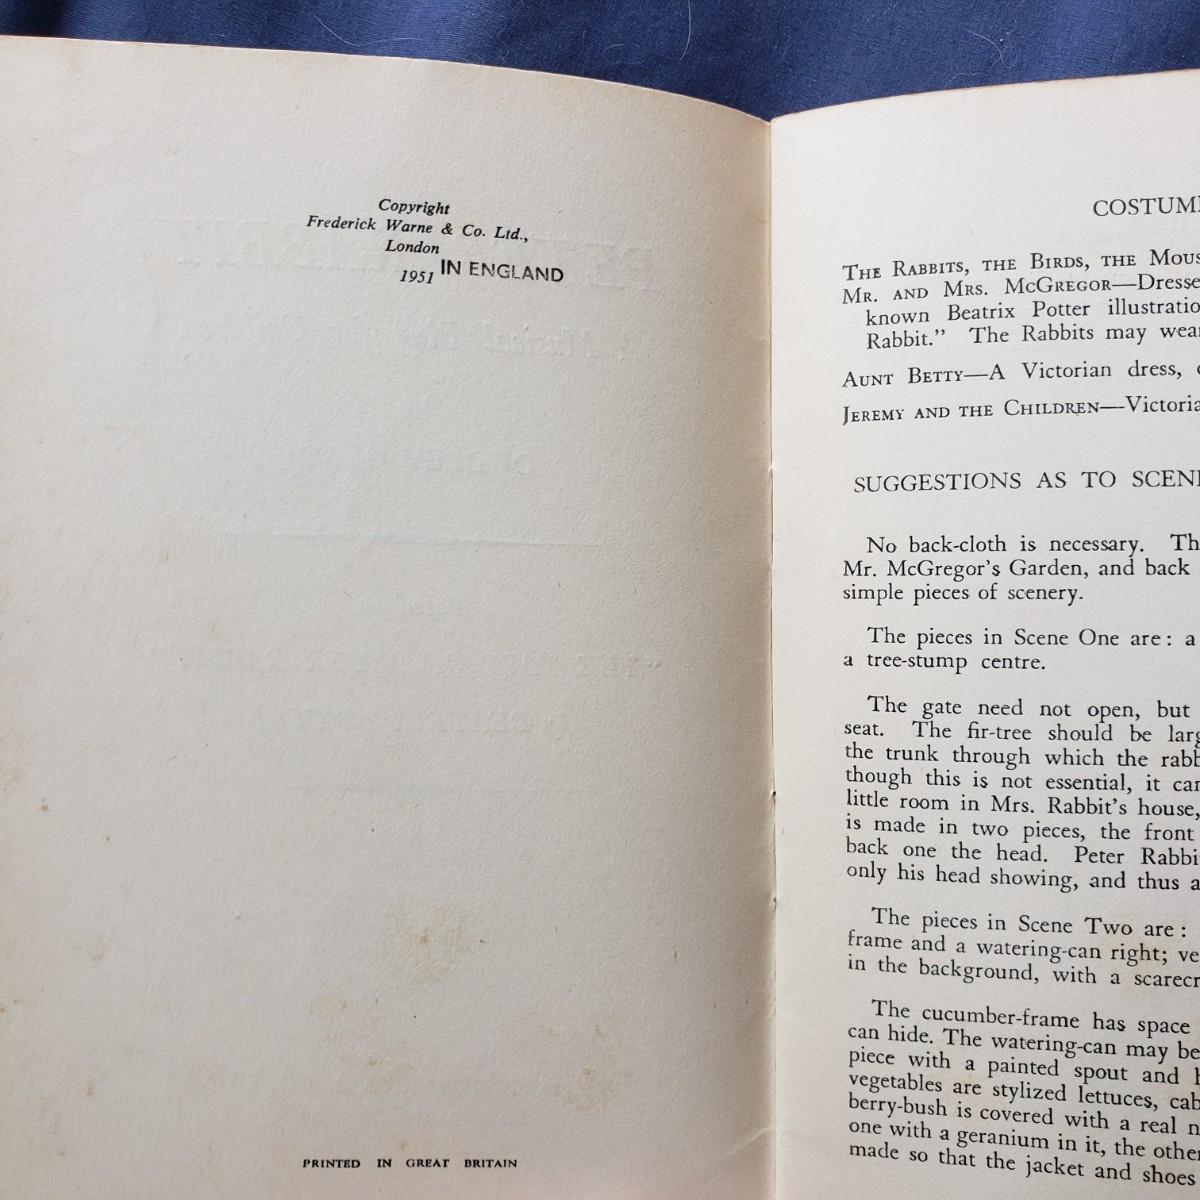 Copyright
Frederick Warne & Co. Ltd.,
London
1951 IN ENGLAND
PRINTED IN GREAT BRITAIN
COSTUM
THE RABBITS, THE BIRDS, THE MOUS
MR. AND MRS. MCGREGOR—Dresse
known Beatrix Potter illustratio
Rabbit.” The Rabbits may wea
AUNT BETTY—A Victorian dress,
JEREMY AND THE CHILDREN—Victoria
SUGGESTIONS AS TO SCEN
No back-cloth is necessary. Th
Mr. McGregor's Garden, and back
simple pieces of scenery.
The pieces in Scene One are: a
a tree-stump centre.
The gate need not open, but
seat. The fir-tree should be larg
the trunk through which the rabb
though this is not essential, it can
little room in Mrs. Rabbit's house,
is made in two pieces, the front
back one the head. Peter Rabbi
only his head showing, and thus a
The pieces in Scene Two are:
frame and a watering-can right; ve
in the background, with a scarecr
The cucumber-frame has space
can hide. The watering-can may be
piece with a painted spout and h
vegetables are stylized lettuces, cab
berry-bush is covered with a real n
one with a geranium in it, the other
made so that the jacket and shoes